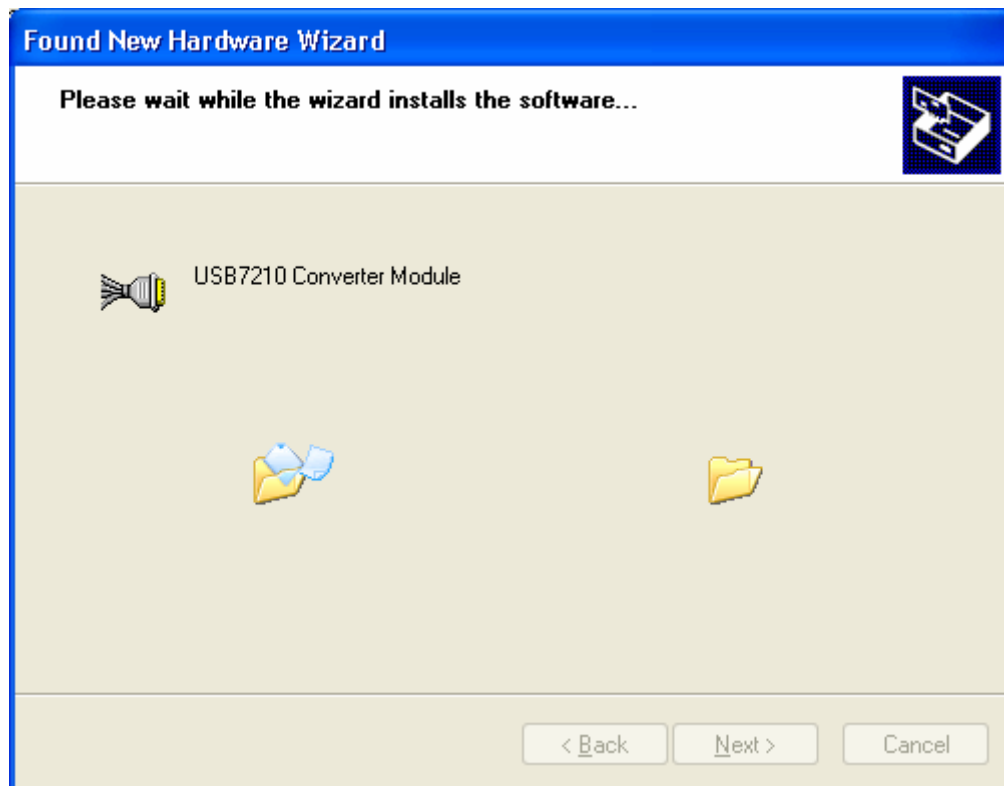 Found New Hardware Wizard
Please wait while the wizard installs the software...
USB7210 Converter Module
< Back
Next >
Cancel